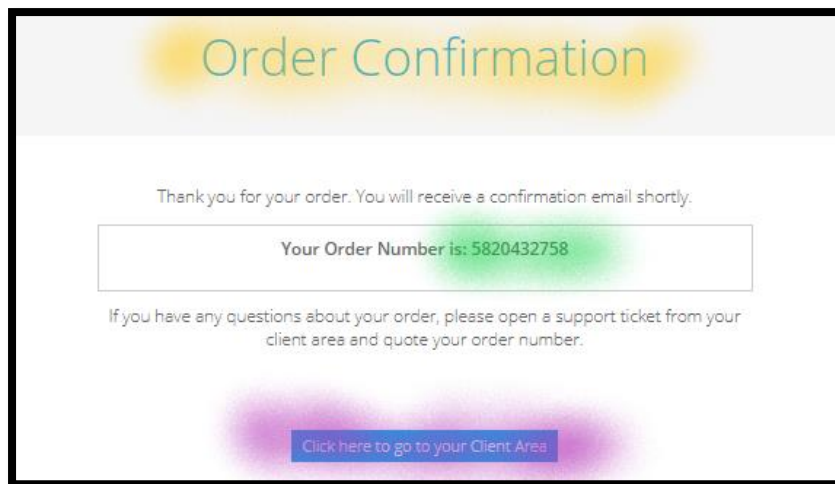 Order Confirmation
Thank you for your order. You will receive a confirmation email shortly.
Your Order Number is: 5820432758
If you have any questions about your order, please open a support ticket from your
client area and quote your order number.
Click here to go to your Client Area